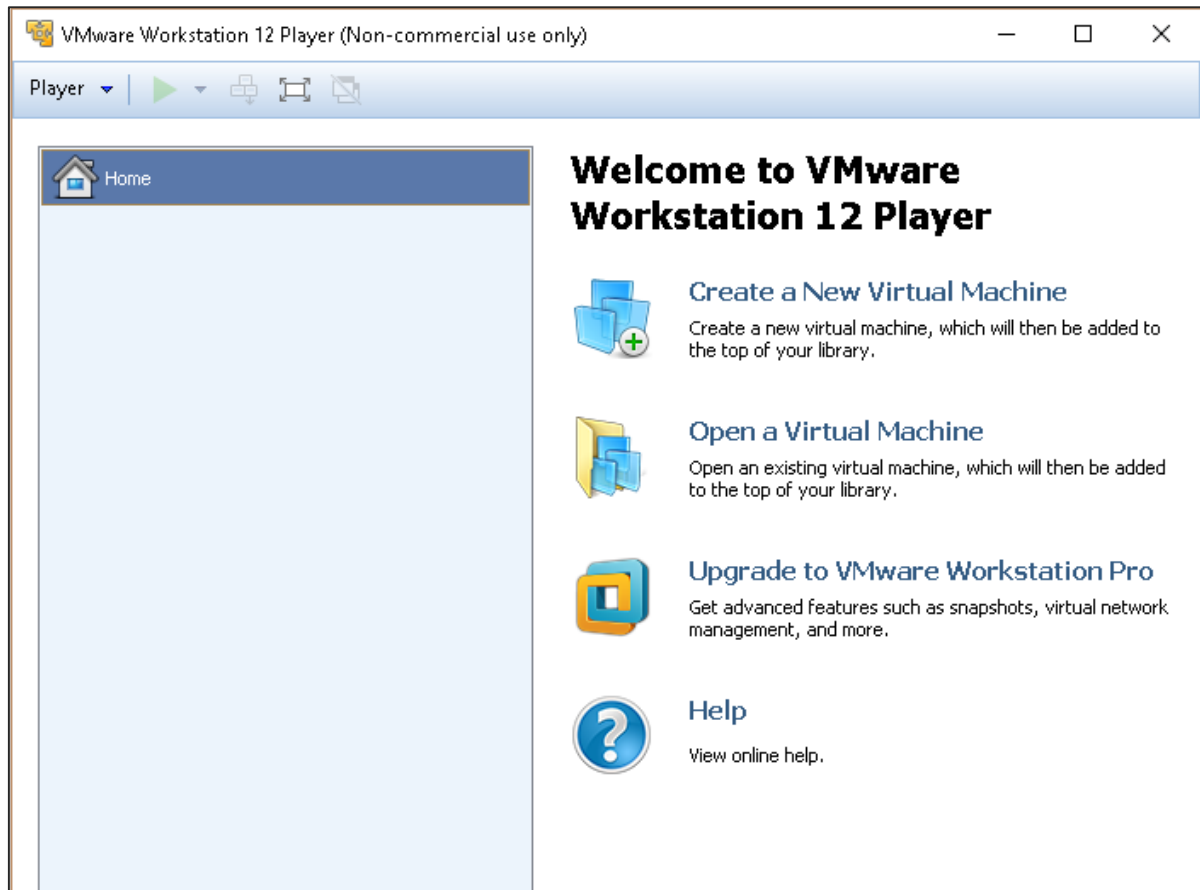 VMware Workstation 12 Player (Non-commercial use only)
Player
Home
Welcome to VMware
Workstation 12 Player
Create a New Virtual Machine
Create a new virtual machine, which will then be added to
the top of your library.
Open a Virtual Machine
Open an existing virtual machine, which will then be added
to the top of your library.
Upgrade to VMware Workstation Pro
Get advanced features such as snapshots, virtual network
management, and more.
Help
View online help.